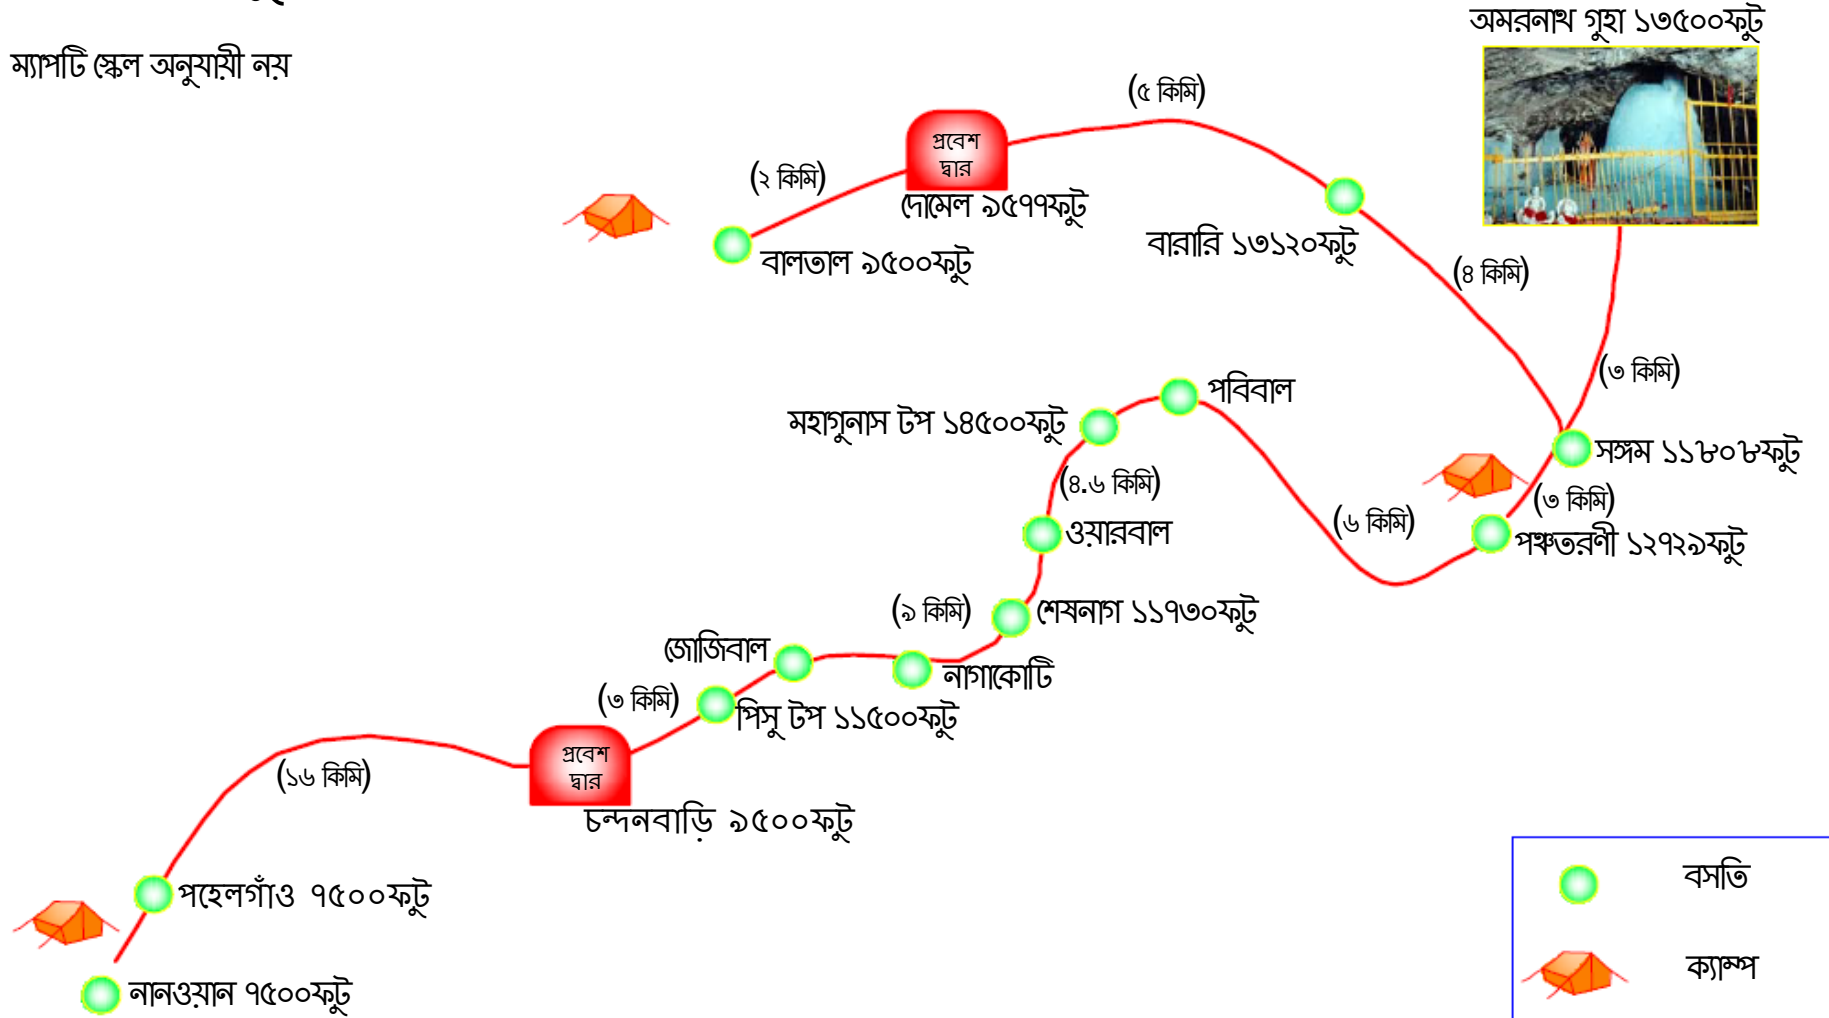 ম্যাপটি স্কেল অনুযায়ী নয়
অমরনাথ গুহা ১৩৫০০ফুট
(৫ কিমি)
প্রবেশ
দ্বার
(২ কিমি)
দোমেল ৯৫৭৭ফুট
বারারি ১৩১২০ফুট
বালতাল ৯৫০০ফুট
(৪ কিমি)
(৩ কিমি)
পবিবাল
মহাগুনাস টপ ১৪৫০০ফুট
সঙ্গম ১১৮০৮ফুট
(৪.৬ কিমি)
(৩ কিমি)
(৬ কিমি)
ওয়ারবাল
পঞ্চতরণী ১২৭২৯ফুট
(৯ কিমি)
শেষনাগ ১১৭৩০ফুট
জোজিবাল
নাগাকোটি
(৩ কিমি)
পিসু টপ ১১৫০০ফুট
প্রবেশ
দ্বার
(১৬ কিমি)
চন্দনবাড়ি ৯৫০০ফুট
পহেলগাঁও ৭৫০০ফুট
নানওয়ান ৭৫০০ফুট
বসতি
ক্যাম্প